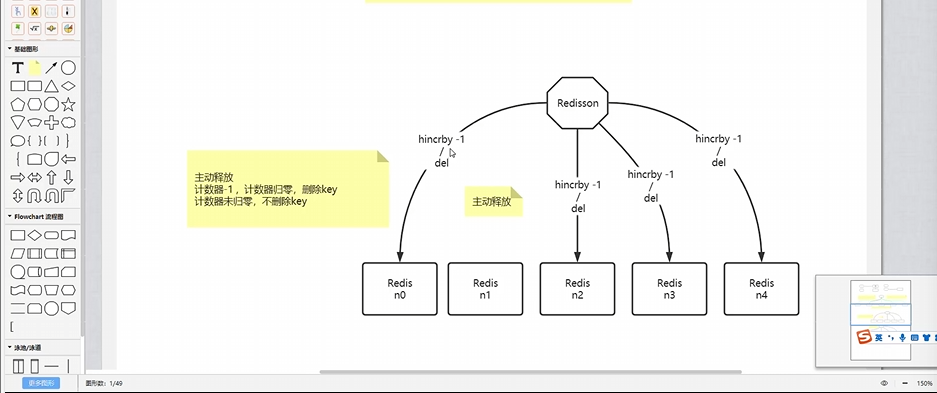 基础图形
T
Flowchart 流程图
泳池/泳道
更多图形
图形数：1/49
150%
英
Redisson
hincrby -1
/
del
hincrby -1
/
del
hincrby -1
/
del
hincrby -1
/
del
主动释放
计数器-1 ，计数器归零，删除key
计数器未归零，不删除key
主动释放
Redis
n0
Redis
n1
Redis
n2
Redis
n3
Redis
n4